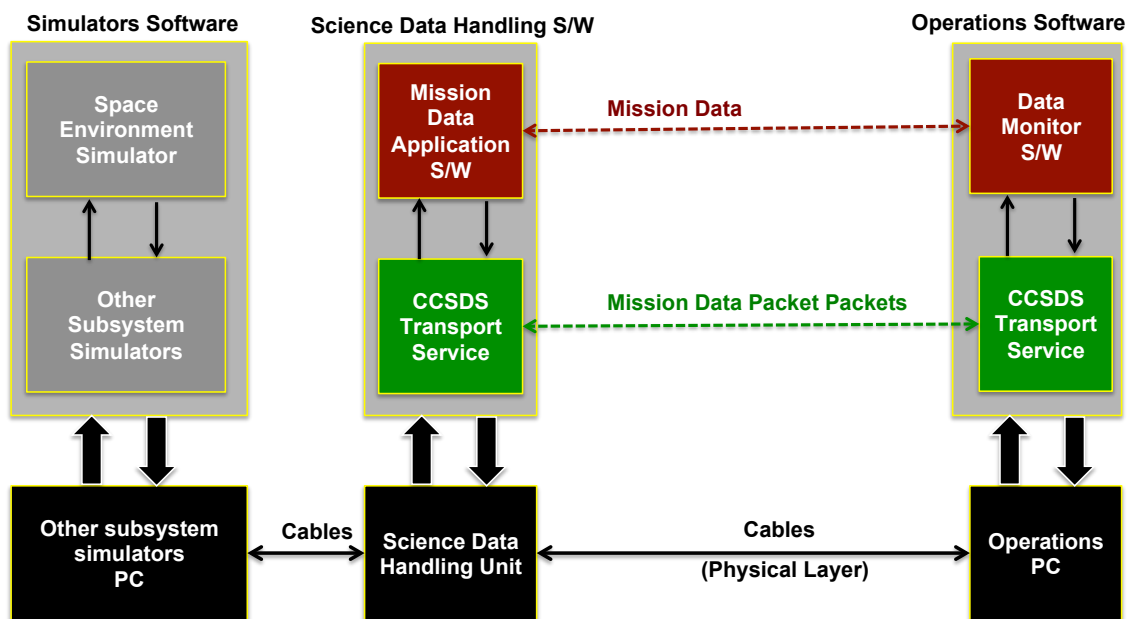 Simulators Software
Science Data Handling S/W
Operations Software
Space
Environment
Simulator
Mission
Data
Application
S/W
Mission Data
Data
Monitor
S/W
Other
Subsystem
Simulators
CCSDS
Transport
Service
Mission Data Packet Packets
CCSDS
Transport
Service
Other subsystem
simulators
PC
Cables
Science Data
Handling Unit
Cables
(Physical Layer)
Operations
PC